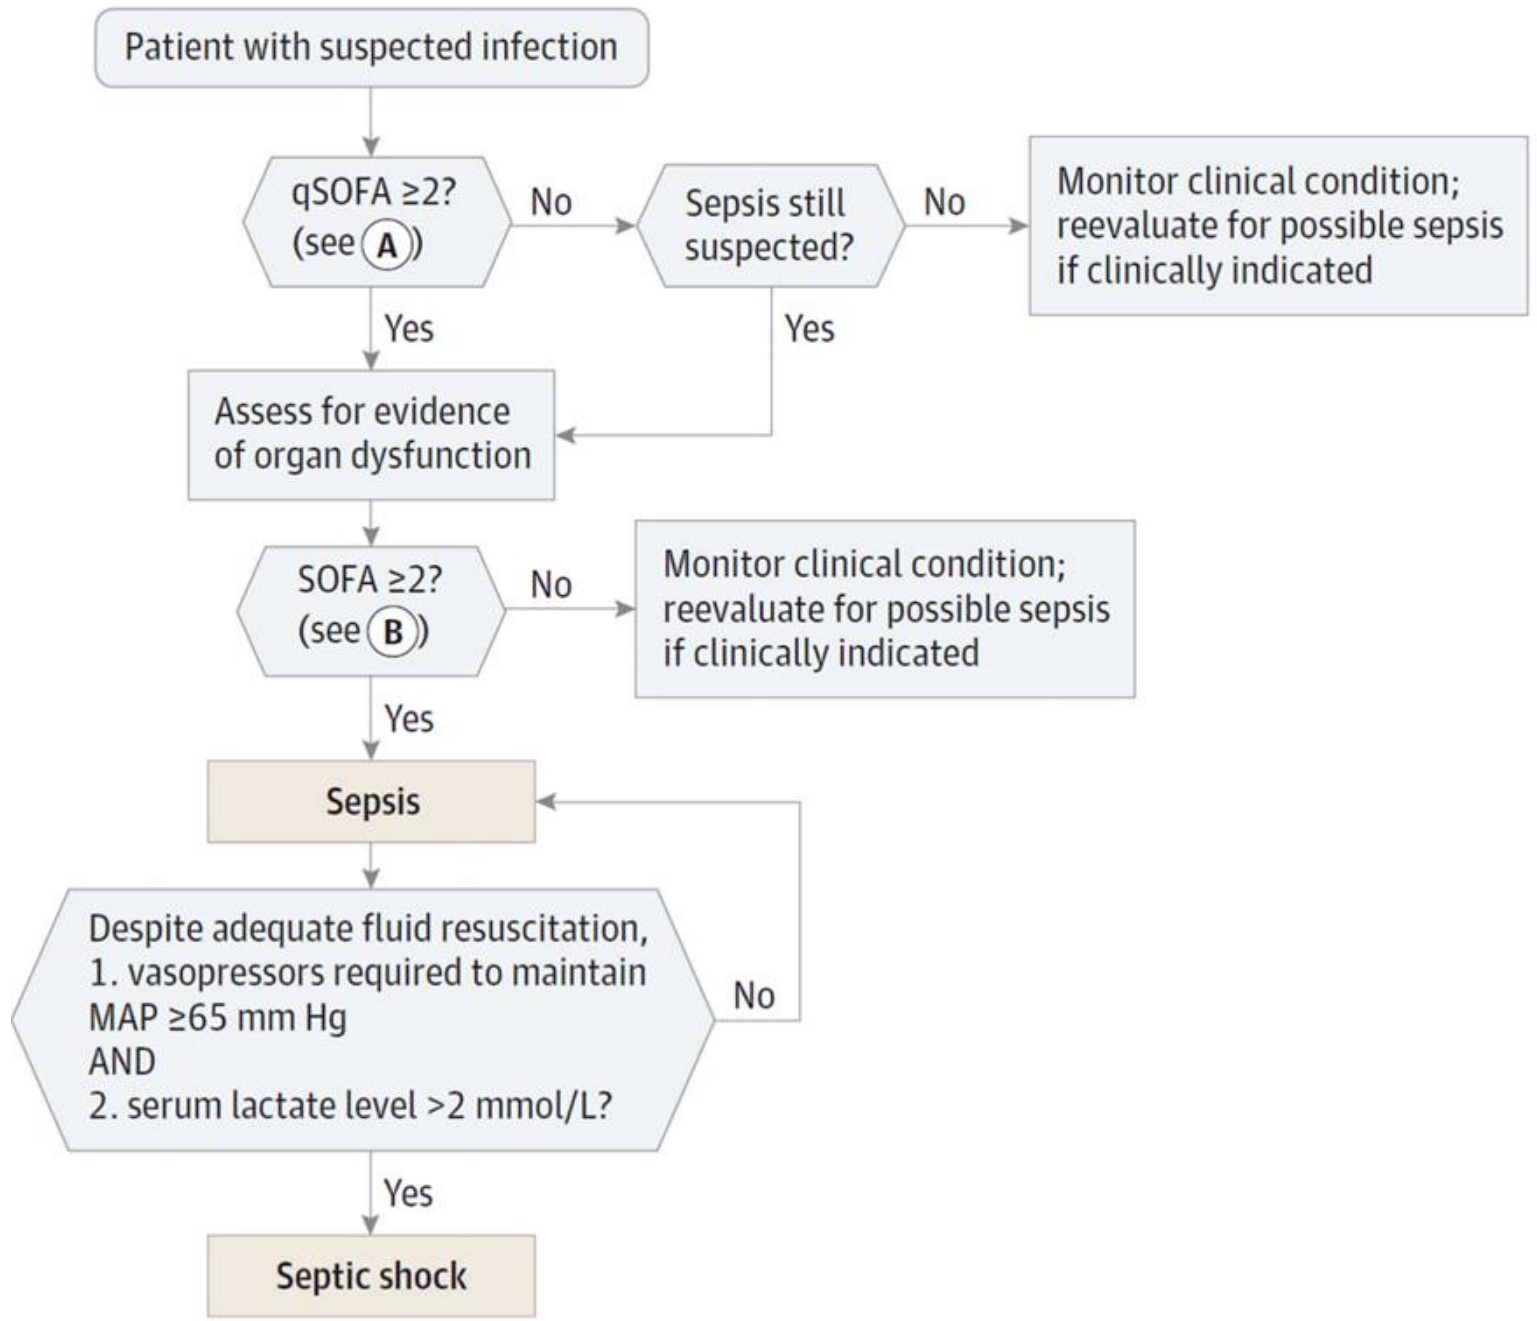 Patient with suspected infection
qSOFA ≥2?
(see A)
No
Sepsis still
suspected?
No
Monitor clinical condition;
reevaluate for possible sepsis
if clinically indicated
Yes
Yes
Assess for evidence
of organ dysfunction
SOFA ≥2?
(see B)
No
Monitor clinical condition;
reevaluate for possible sepsis
if clinically indicated
Yes
Sepsis
Despite adequate fluid resuscitation,
1. vasopressors required to maintain
MAP ≥65 mm Hg
AND
2. serum lactate level >2 mmol/L?
No
Yes
Septic shock